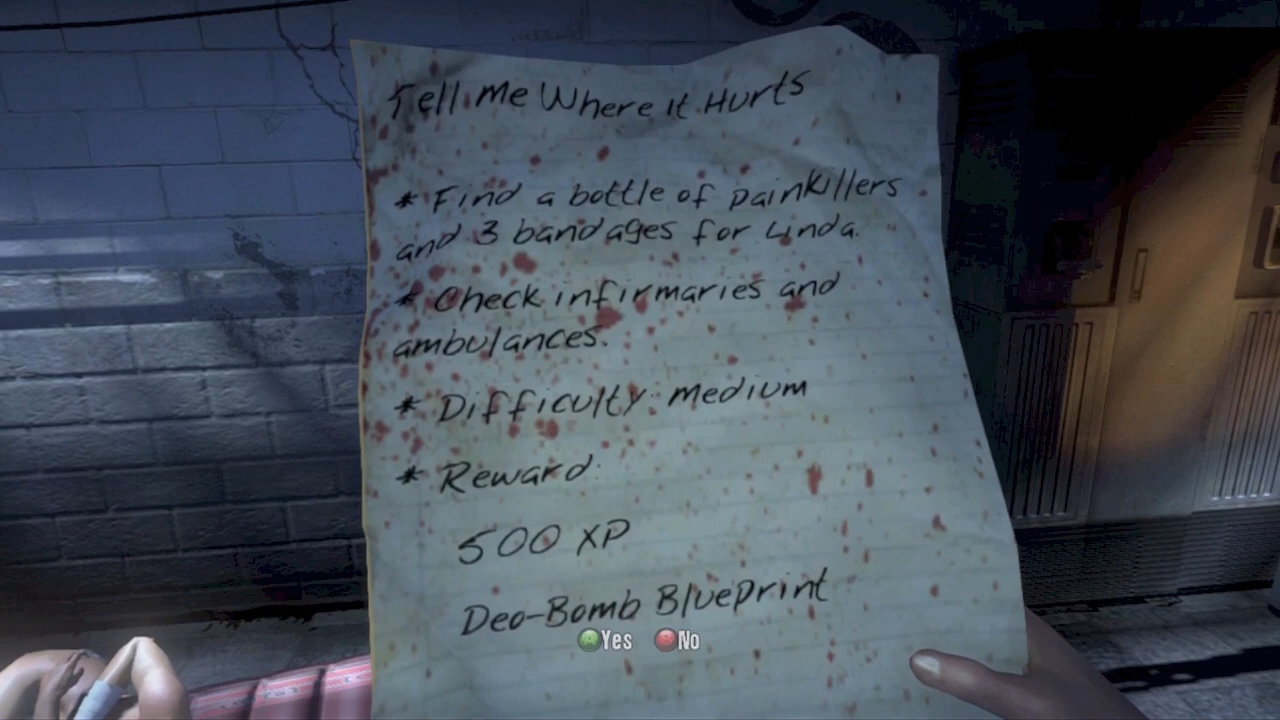 Tell me Where it Hurts
* Find a bottle of painkillers
and 3 bandages for Linda.
* Check infirmaries and
ambulances.
* Difficulty: medium
* Reward:
500 XP
Deo-Bomb Blueprint
Yes No